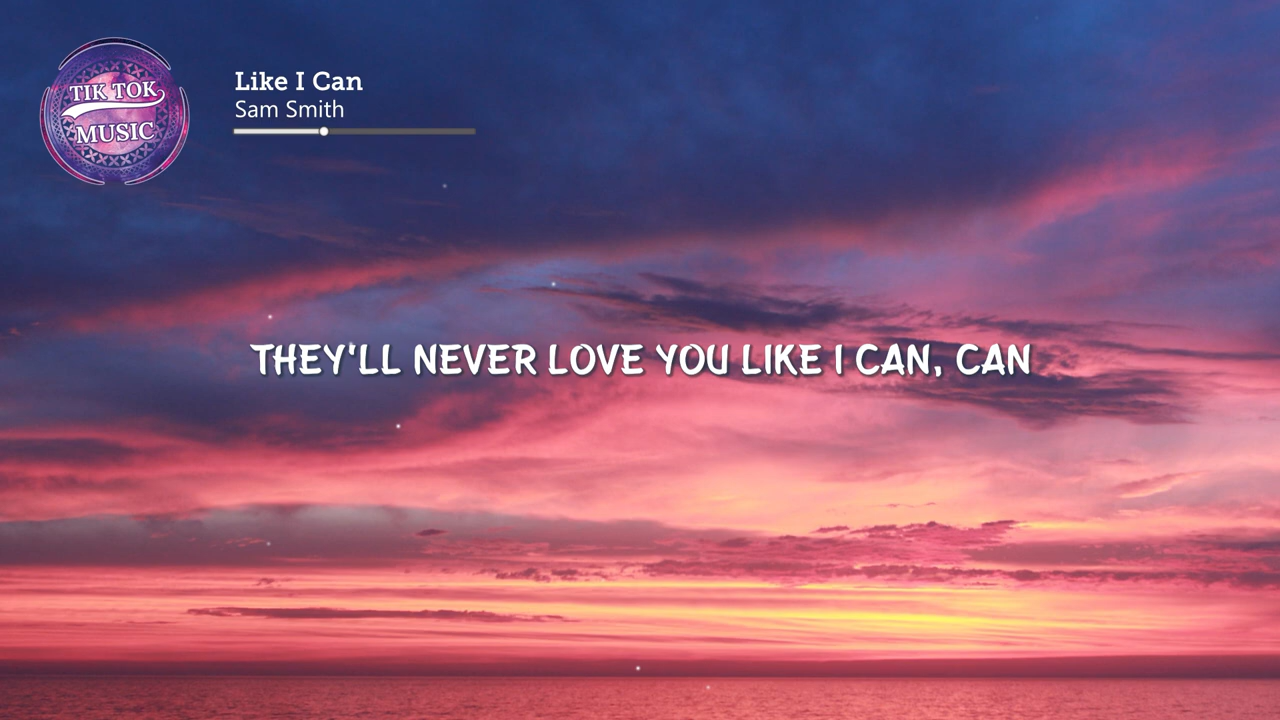 TIK TOK
MUSIC
Like I Can
Sam Smith
THEY'LL NEVER LOVE YOU LIKE I CAN, CAN